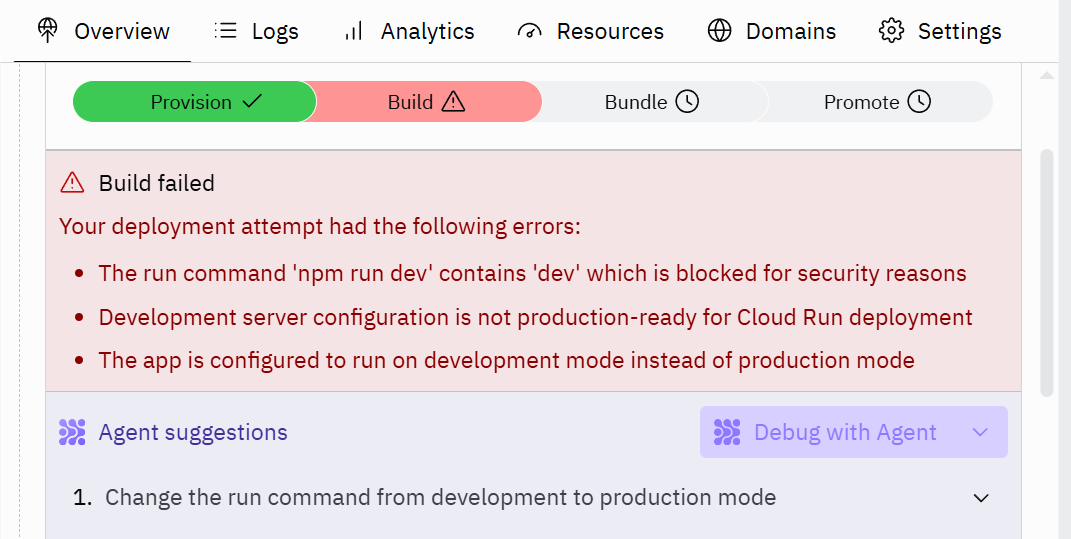 Overview Logs Analytics Resources Domains Settings
Provision Build Bundle Promote
Build failed
Your deployment attempt had the following errors:
• The run command 'npm run dev' contains 'dev' which is blocked for security reasons
• Development server configuration is not production-ready for Cloud Run deployment
• The app is configured to run on development mode instead of production mode
Agent suggestions Debug with Agent
1. Change the run command from development to production mode